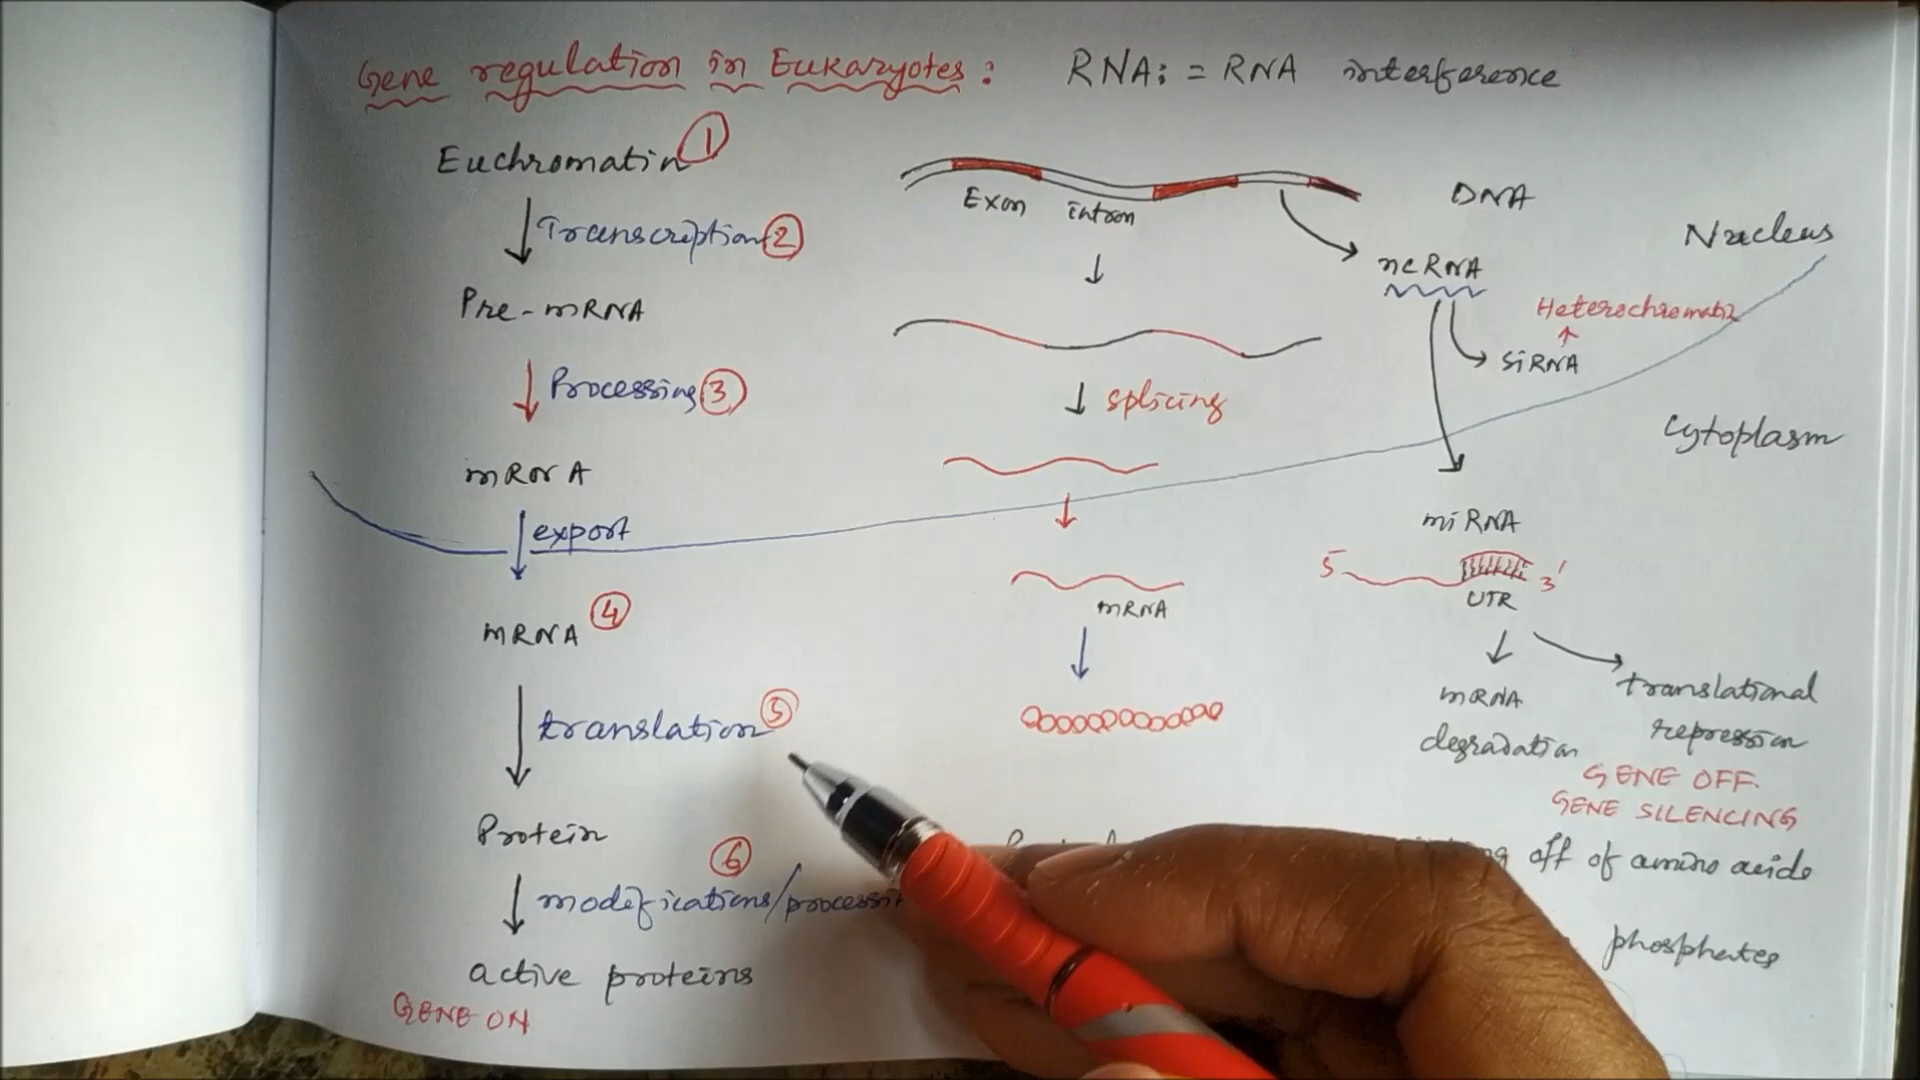 Gene regulation in Eukaryotes: RNAi = RNA interference
Euchromatin 1
Transcription 2
Pre-mRNA
Processing 3
mRNA
export
mRNA 4
translation 5
Protein
6
modifications/processi
active proteins
GENE ON
Exon intron
splicing
mRNA
DNA
Nucleus
ncRNA
Heterochromati
siRNA
Cytoplasm
miRNA
5 3'
UTR
mRNA
degradation
translational
repression
GENE OFF.
GENE SILENCING
off of amino acids
phosphates